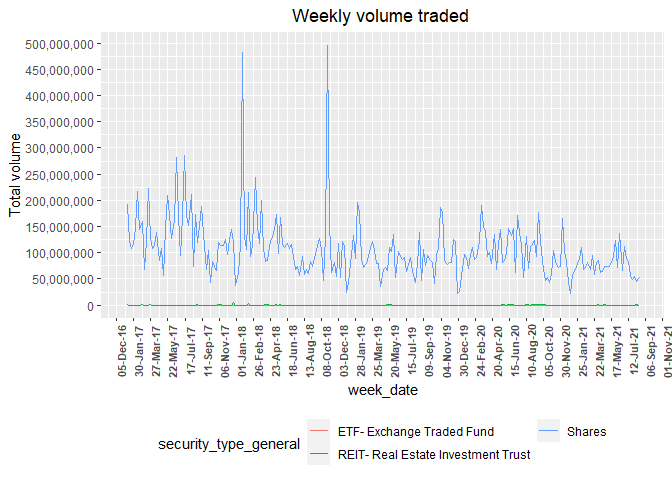 Weekly volume traded
Total volume
500,000,000
450,000,000
400,000,000
350,000,000
300,000,000
250,000,000
200,000,000
150,000,000
100,000,000
50,000,000
0
05-Dec-16
30-Jan-17
27-Mar-17
22-May-17
17-Jul-17
11-Sep-17
06-Nov-17
01-Jan-18
26-Feb-18
23-Apr-18
18-Jun-18
13-Aug-18
08-Oct-18
03-Dec-18
28-Jan-19
25-Mar-19
20-May-19
15-Jul-19
09-Sep-19
04-Nov-19
30-Dec-19
24-Feb-20
20-Apr-20
15-Jun-20
10-Aug-20
05-Oct-20
30-Nov-20
25-Jan-21
22-Mar-21
17-May-21
12-Jul-21
06-Sep-21
01-Nov-21
week_date
security_type_general
ETF- Exchange Traded Fund
REIT- Real Estate Investment Trust
Shares